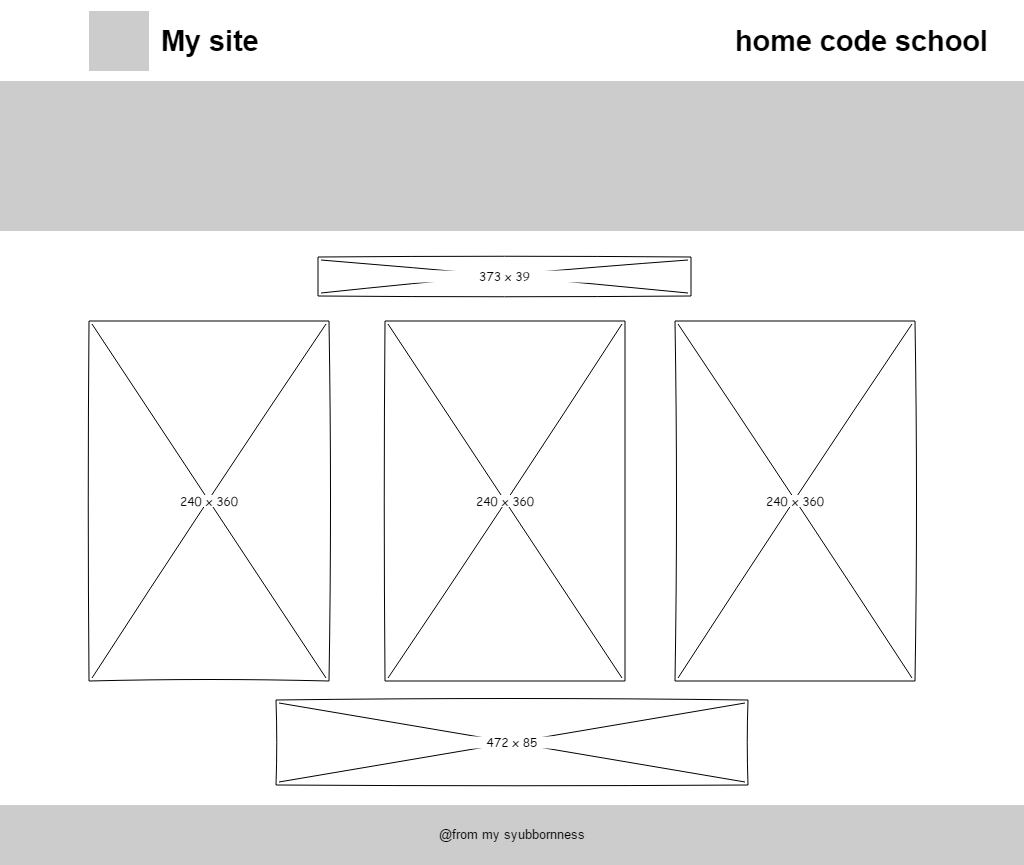 My site
home code school
373 x 39
240 x 360
240 x 360
240 x 360
472 x 85
@from my syubbornness